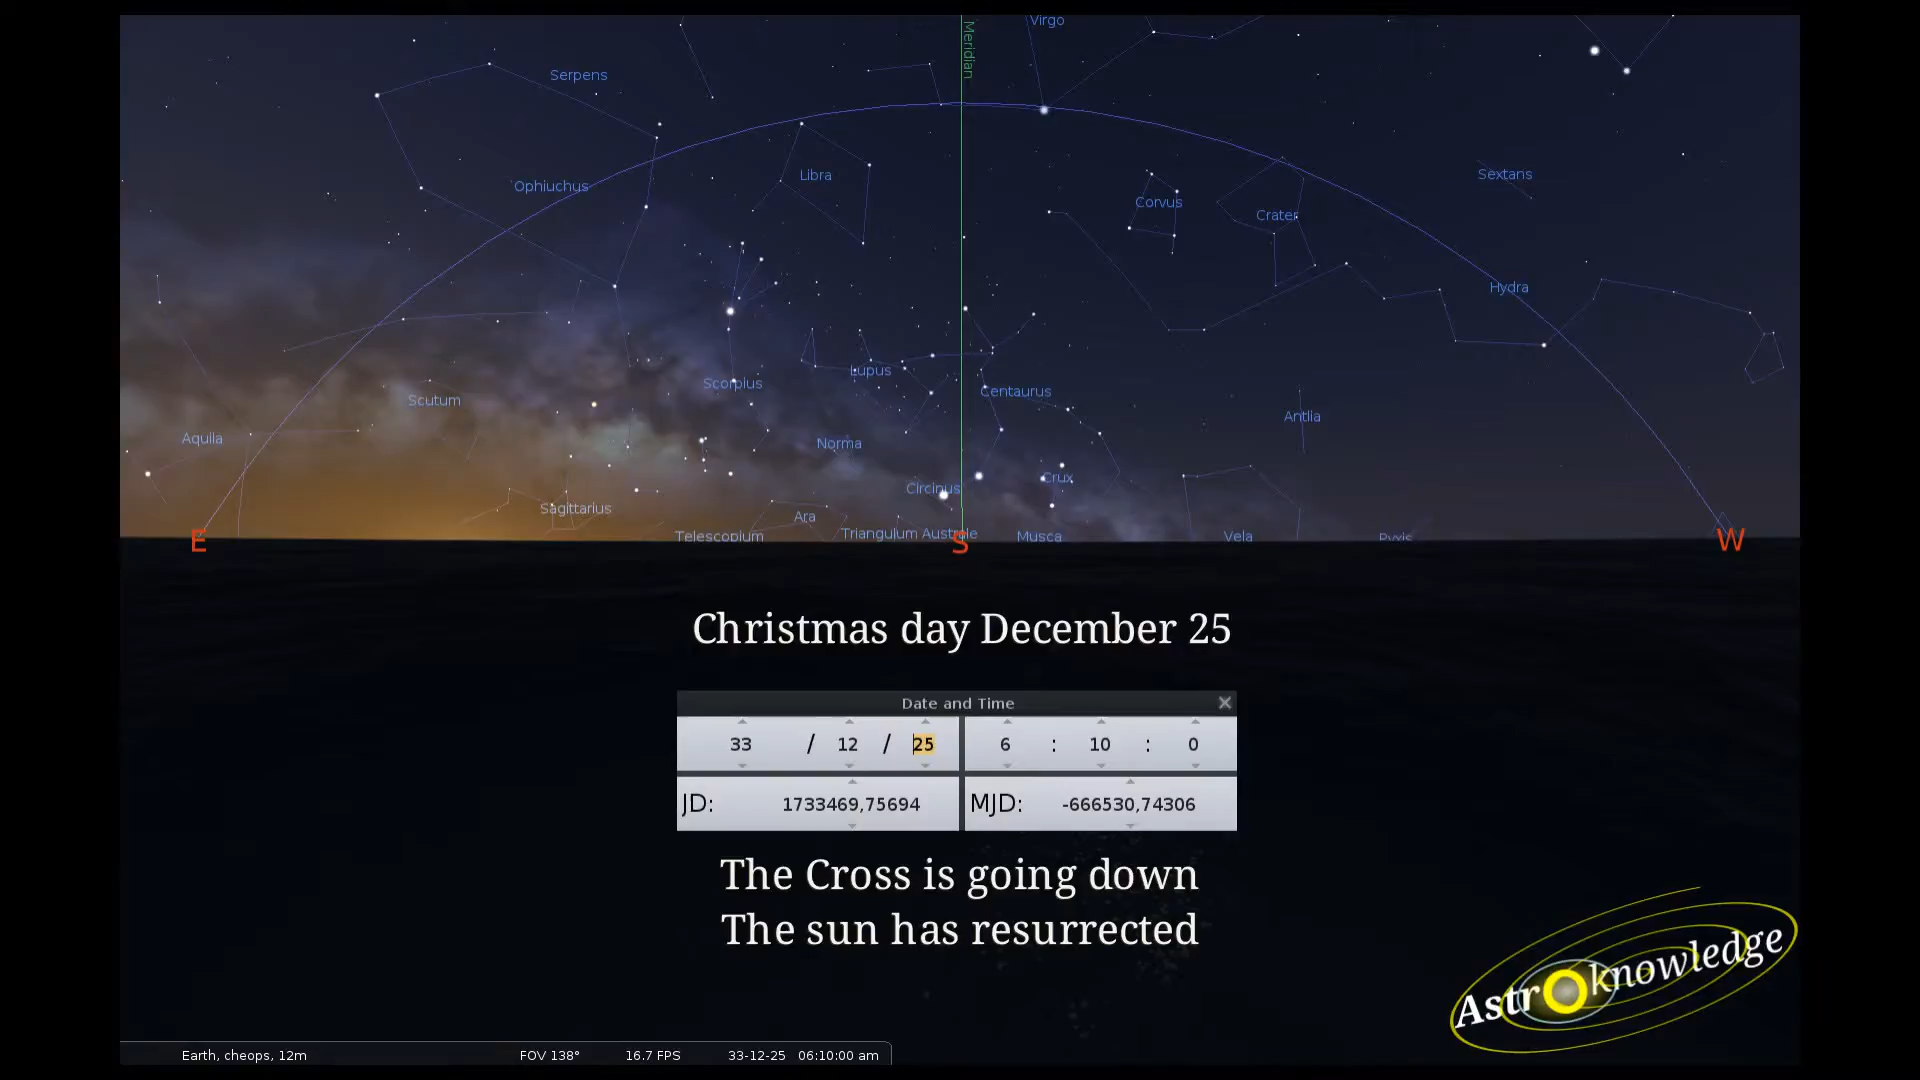 Virgo
Meridian
Serpens
Ophiuchus
Libra
Corvus
Crater
Sextans
Hydra
Scorpius
Lupus
Centaurus
Antlia
Scutum
Aquila
Norma
Crux
Circinus
Sagittarius
Ara
Telescopium
Triangulum Australe
Musca
Vela
Pyxis
E
S
W
Christmas day December 25
Date and Time
33 / 12 / 25 6 : 10 : 0
JD: 1733469,75694 MJD: -666530,74306
The Cross is going down
The sun has resurrected
Astroknowledge
Earth, cheops, 12m FOV 138° 16.7 FPS 33-12-25 06:10:00 am